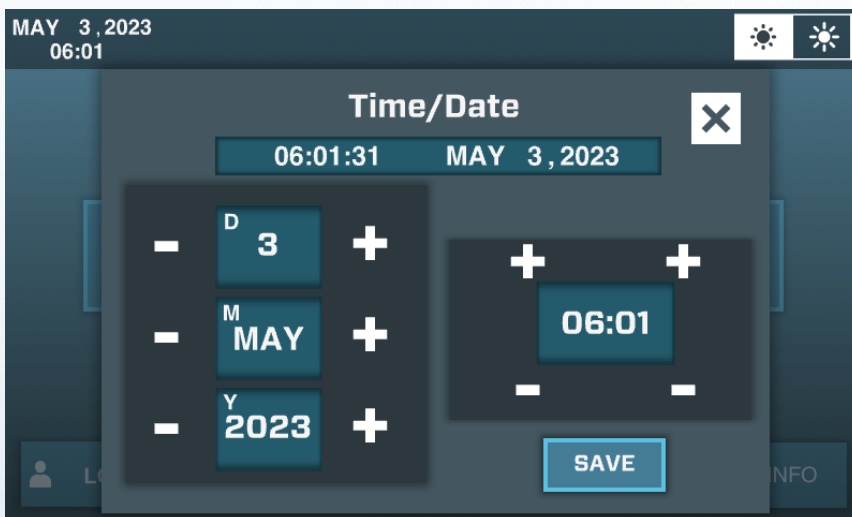 MAY 3,2023
06:01
Time/Date
06:01:31 MAY 3,2023
D
3
M
MAY
Y
2023
- +
- +
- +
+ +
06:01
- -
SAVE
INFO